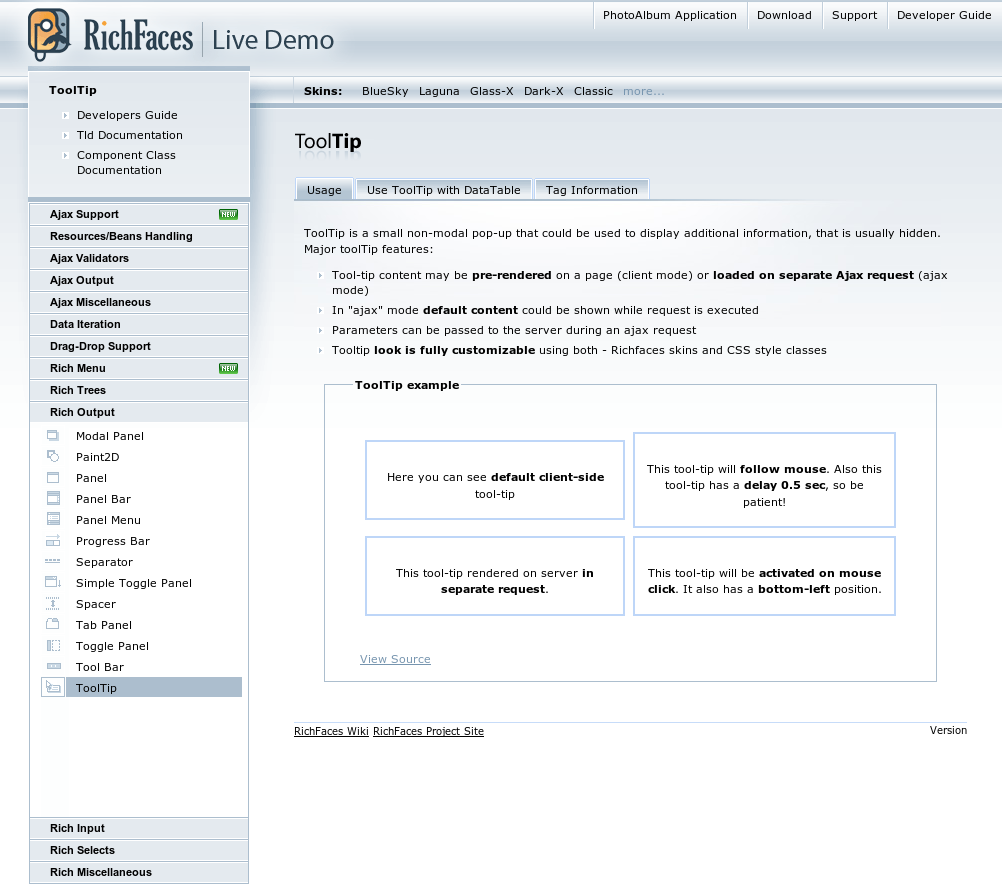 PhotoAlbum Application Download Support Developer Guide
RichFaces Live Demo
Skins: BlueSky Laguna Glass-X Dark-X Classic more...
ToolTip
Developers Guide
Tld Documentation
Component Class
Documentation
Ajax Support NEW
Resources/Beans Handling
Ajax Validators
Ajax Output
Ajax Miscellaneous
Data Iteration
Drag-Drop Support
Rich Menu NEW
Rich Trees
Rich Output
Modal Panel
Paint2D
Panel
Panel Bar
Panel Menu
Progress Bar
Separator
Simple Toggle Panel
Spacer
Tab Panel
Toggle Panel
Tool Bar
ToolTip
Rich Input
Rich Selects
Rich Miscellaneous
ToolTip
Usage Use ToolTip with DataTable Tag Information
ToolTip is a small non-modal pop-up that could be used to display additional information, that is usually hidden.
Major toolTip features:
Tool-tip content may be pre-rendered on a page (client mode) or loaded on separate Ajax request (ajax
mode)
In "ajax" mode default content could be shown while request is executed
Parameters can be passed to the server during an ajax request
Tooltip look is fully customizable using both - Richfaces skins and CSS style classes
ToolTip example
Here you can see default client-side
tool-tip
This tool-tip will follow mouse. Also this
tool-tip has a delay 0.5 sec, so be
patient!
This tool-tip rendered on server in
separate request.
This tool-tip will be activated on mouse
click. It also has a bottom-left position.
View Source
RichFaces Wiki RichFaces Project Site Version